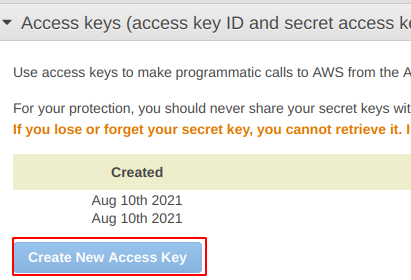 Access keys (access key ID and secret access
Use access keys to make programmatic calls to AWS from the
For your protection, you should never share your secret keys
If you lose or forget your secret key, you cannot retrieve it.
Created
Aug 10th 2021
Aug 10th 2021
Create New Access Key